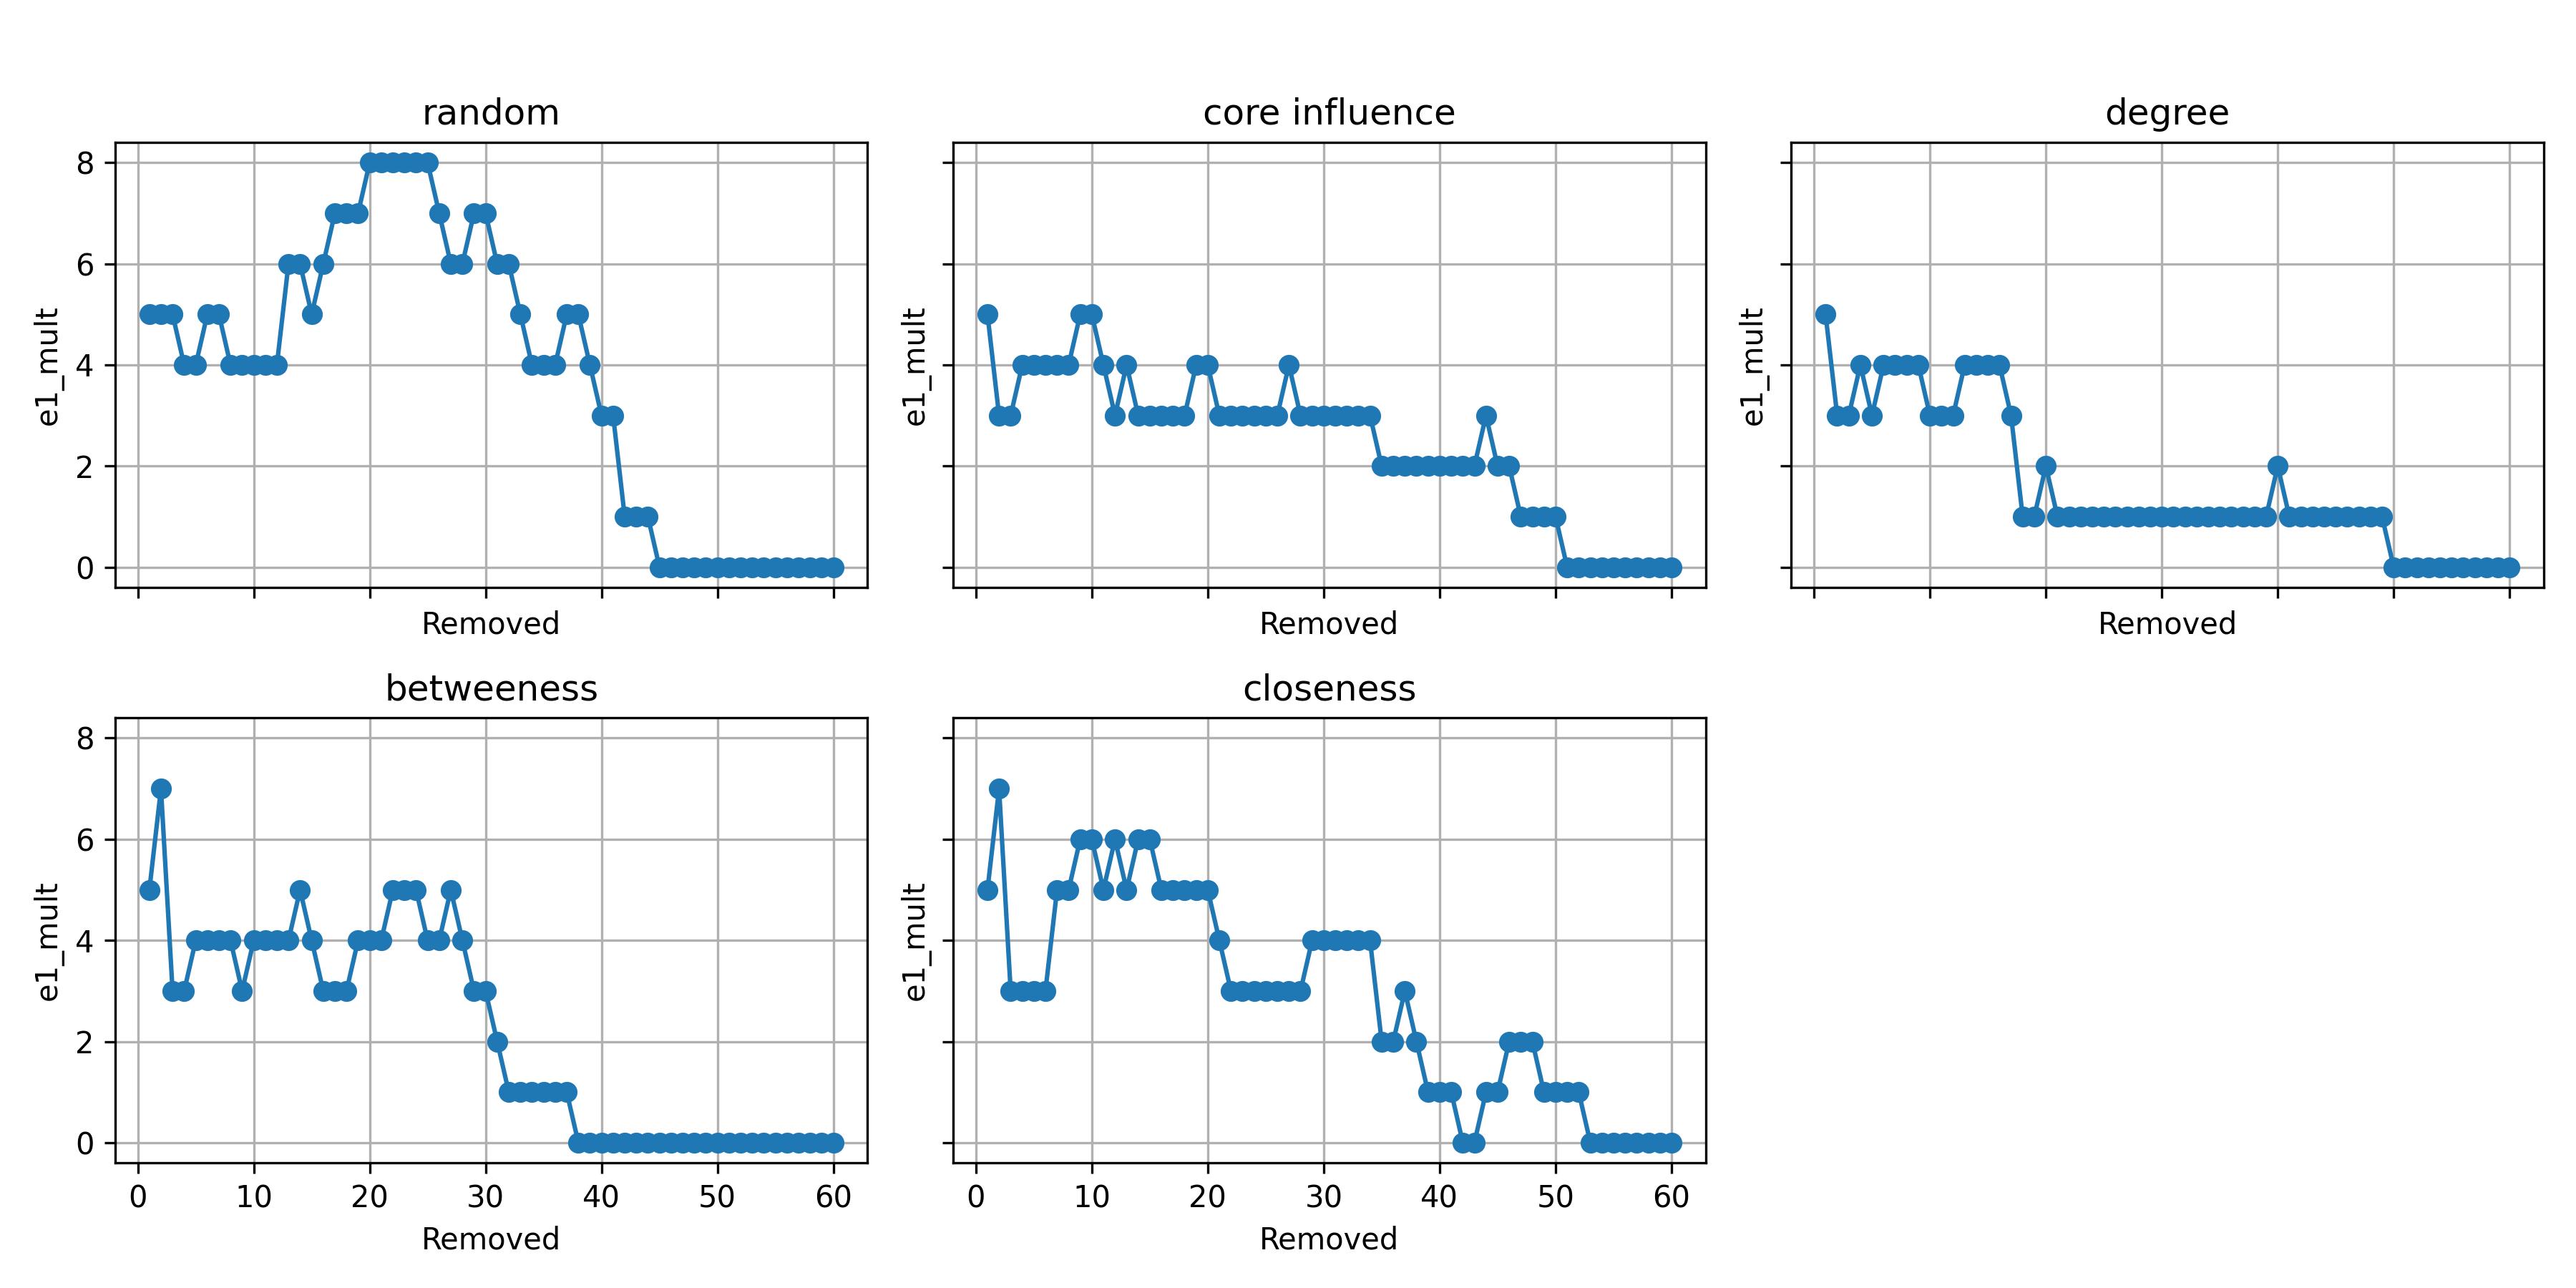 random
core influence
degree
8
6
4
2
0
e1_mult
e1_mult
e1_mult
Removed
Removed
Removed
betweeness
closeness
8
6
4
2
0
e1_mult
e1_mult
0 10 20 30 40 50 60
0 10 20 30 40 50 60
Removed
Removed